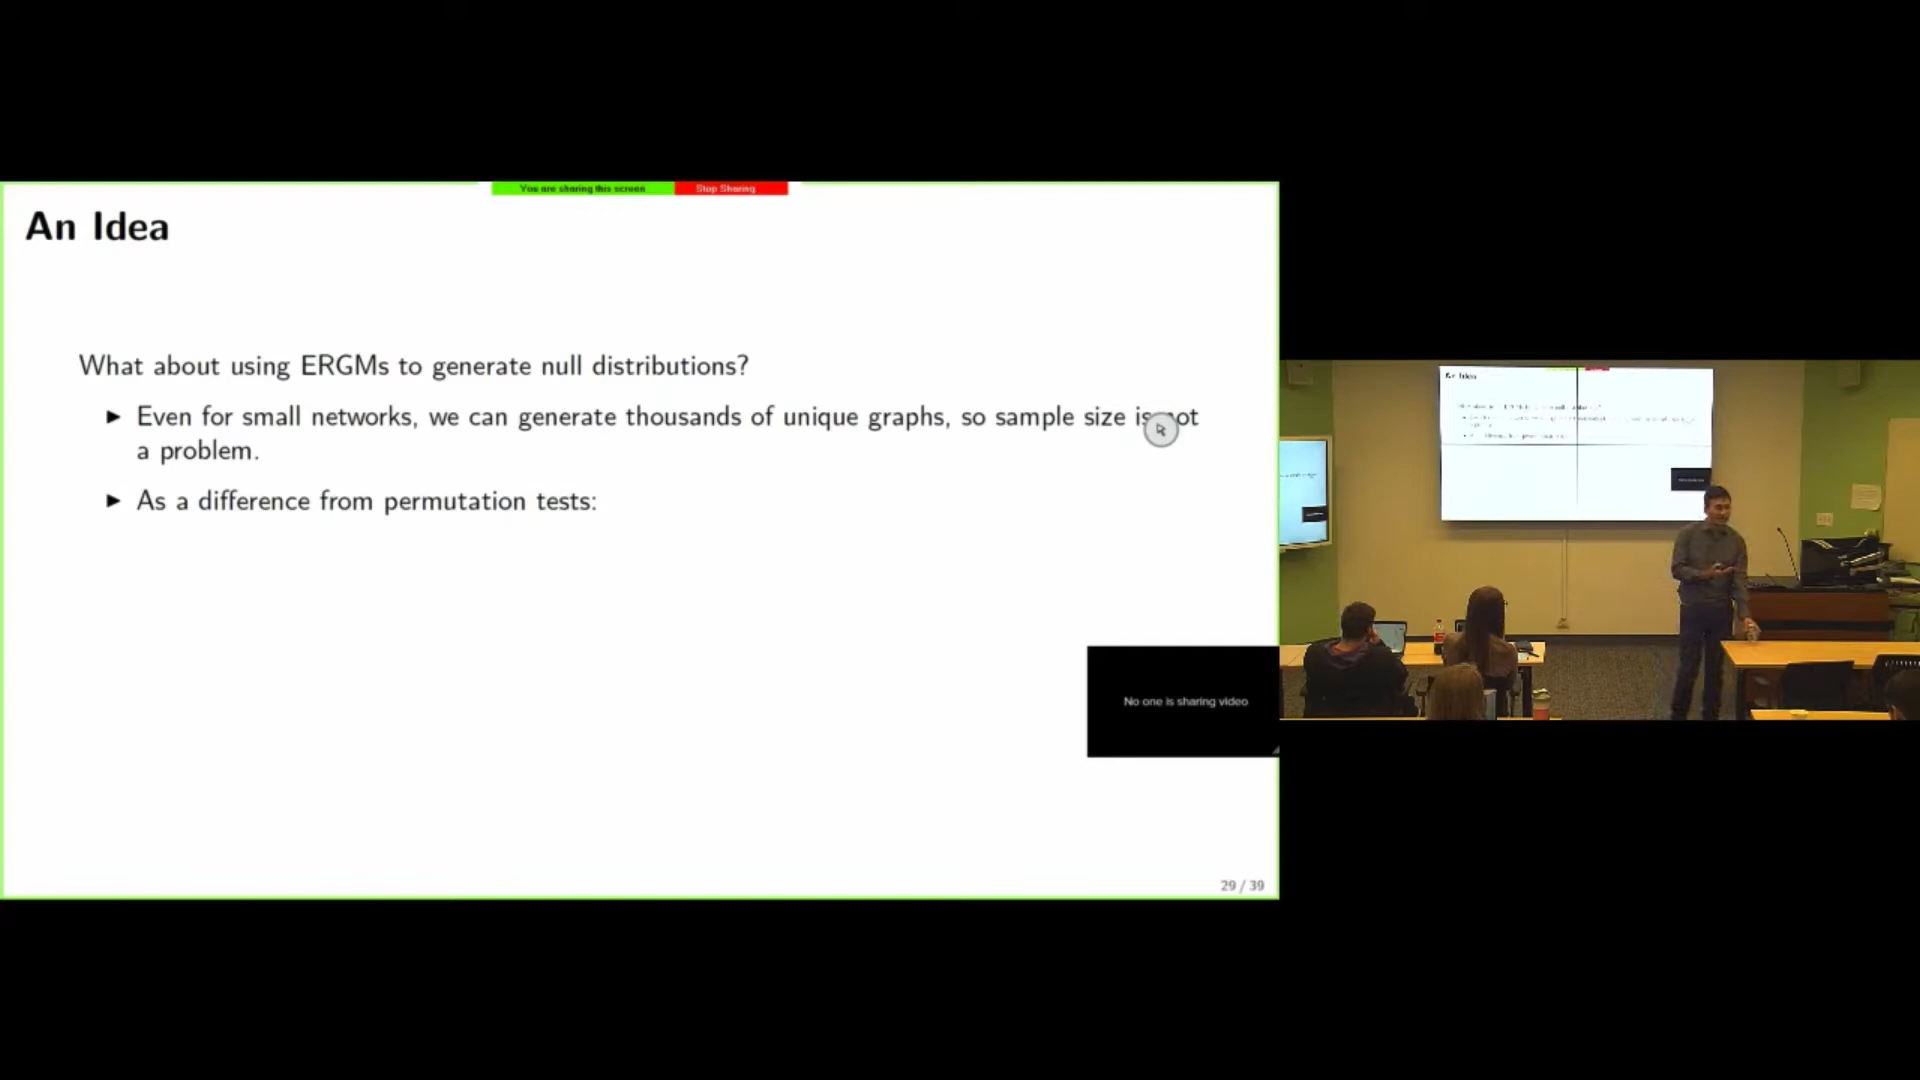 You are sharing this screen Stop Sharing
An Idea
What about using ERGMs to generate null distributions?
► Even for small networks, we can generate thousands of unique graphs, so sample size is not
a problem.
► As a difference from permutation tests:
No one is sharing video
29 / 39
An Idea